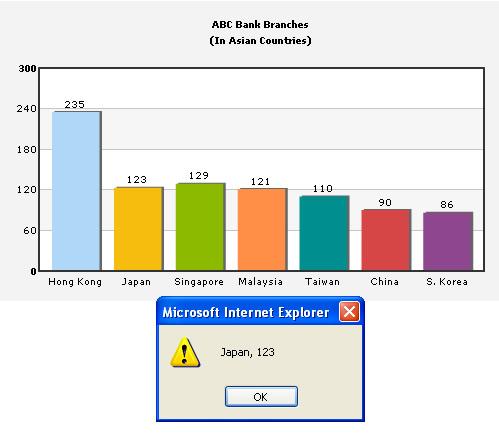 ABC Bank Branches
(In Asian Countries)
300
240
180
120
60
0
235
123
129
121
110
90
86
Hong Kong Japan Singapore Malaysia Taiwan China S. Korea
Microsoft Internet Explorer
Japan, 123
OK